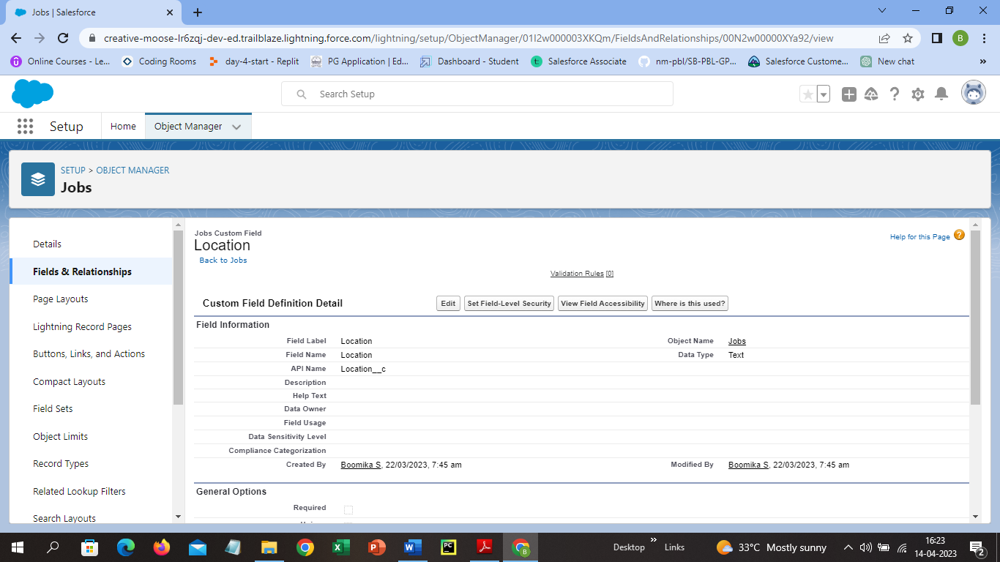 Jobs | Salesforce
creative-moose-lr6zqj-dev-ed.trailblaze.lightning.force.com/lightning/setup/ObjectManager/01I2w000003XKQm/FieldsAndRelationships/00N2w00000XYa92/view
B
Online Courses - Le...
Coding Rooms
day-4-start - Replit
PG Application | Ed...
Dashboard - Student
Salesforce Associate
nm-pbl/SB-PBL-GP...
Salesforce Custome...
New chat
Search Setup
Setup
Home
Object Manager
SETUP > OBJECT MANAGER
Jobs
Details
Fields & Relationships
Page Layouts
Lightning Record Pages
Buttons, Links, and Actions
Compact Layouts
Field Sets
Object Limits
Record Types
Related Lookup Filters
Search Layouts
Jobs Custom Field
Location
Back to Jobs
Help for this Page
Validation Rules [0]
Custom Field Definition Detail
Edit
Set Field-Level Security
View Field Accessibility
Where is this used?
Field Information
Field Label Location Object Name Jobs
Field Name Location Data Type Text
API Name Location__c
Description
Help Text
Data Owner
Field Usage
Data Sensitivity Level
Compliance Categorization
Created By Boomika S, 22/03/2023, 7:45 am Modified By Boomika S, 22/03/2023, 7:45 am
General Options
Required
Desktop
Links
33°C Mostly sunny
16:23
14-04-2023
2